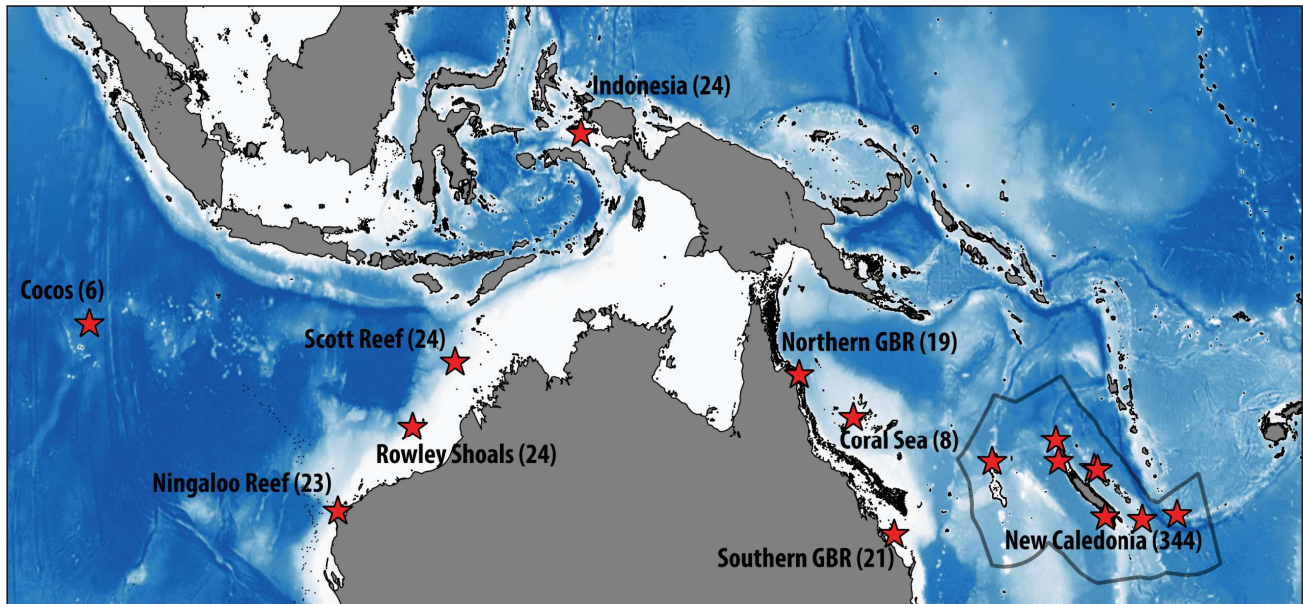 Indonesia (24)
Cocos (6)
Scott Reef (24)
Northern GBR (19)
Rowley Shoals (24)
Coral Sea (8)
Ningaloo Reef (23)
New Caledonia (344)
Southern GBR (21)